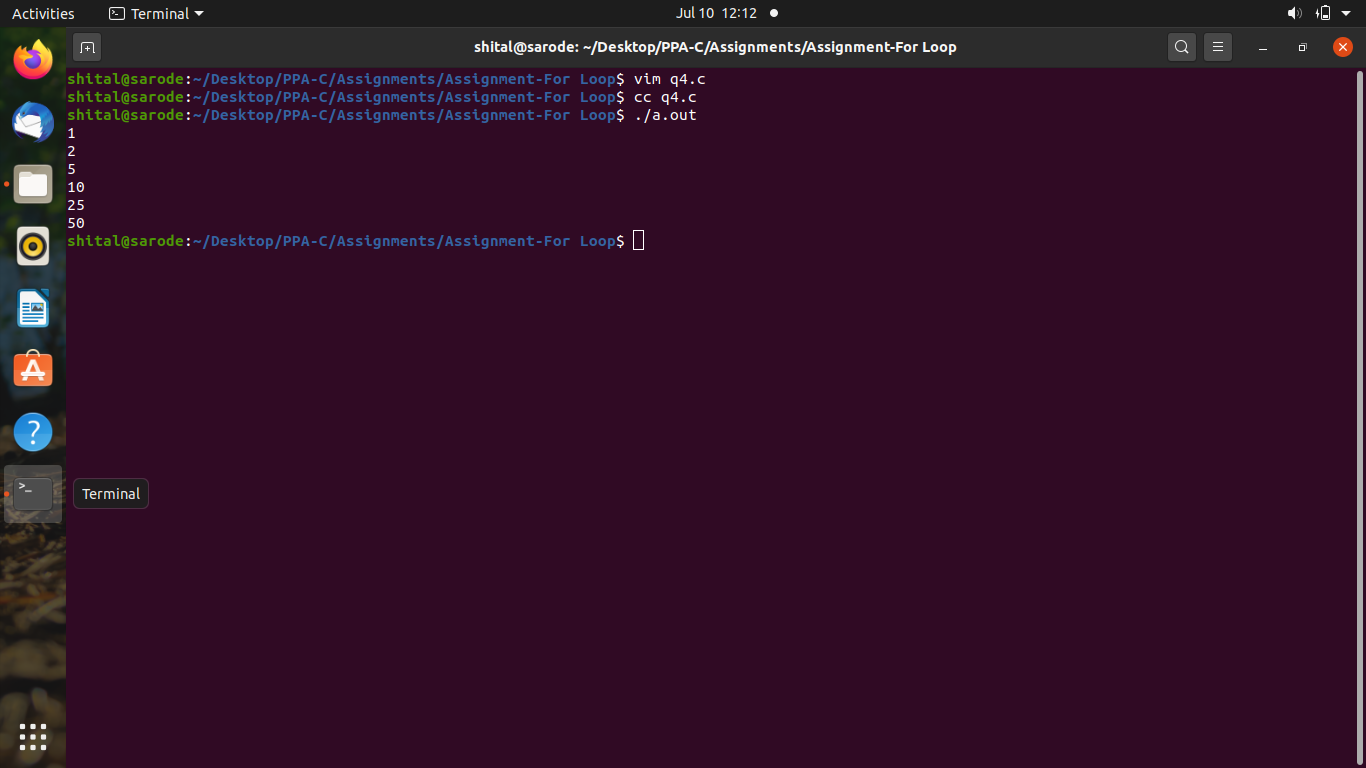 Activities Terminal Jul 10 12:12
shital@sarode: ~/Desktop/PPA-C/Assignments/Assignment-For Loop
shital@sarode:~/Desktop/PPA-C/Assignments/Assignment-For Loop$ vim q4.c
shital@sarode:~/Desktop/PPA-C/Assignments/Assignment-For Loop$ cc q4.c
shital@sarode:~/Desktop/PPA-C/Assignments/Assignment-For Loop$ ./a.out
1
2
5
10
25
50
shital@sarode:~/Desktop/PPA-C/Assignments/Assignment-For Loop$
Terminal